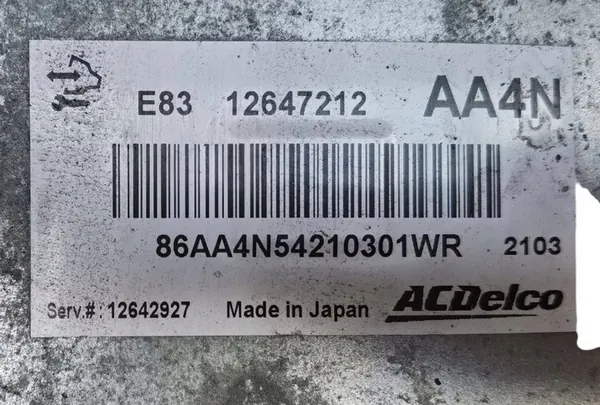 E83 12647212 AA4N
86AA4N54210301WR 2103
Serv.#: 12642927 Made in Japan ACDelco